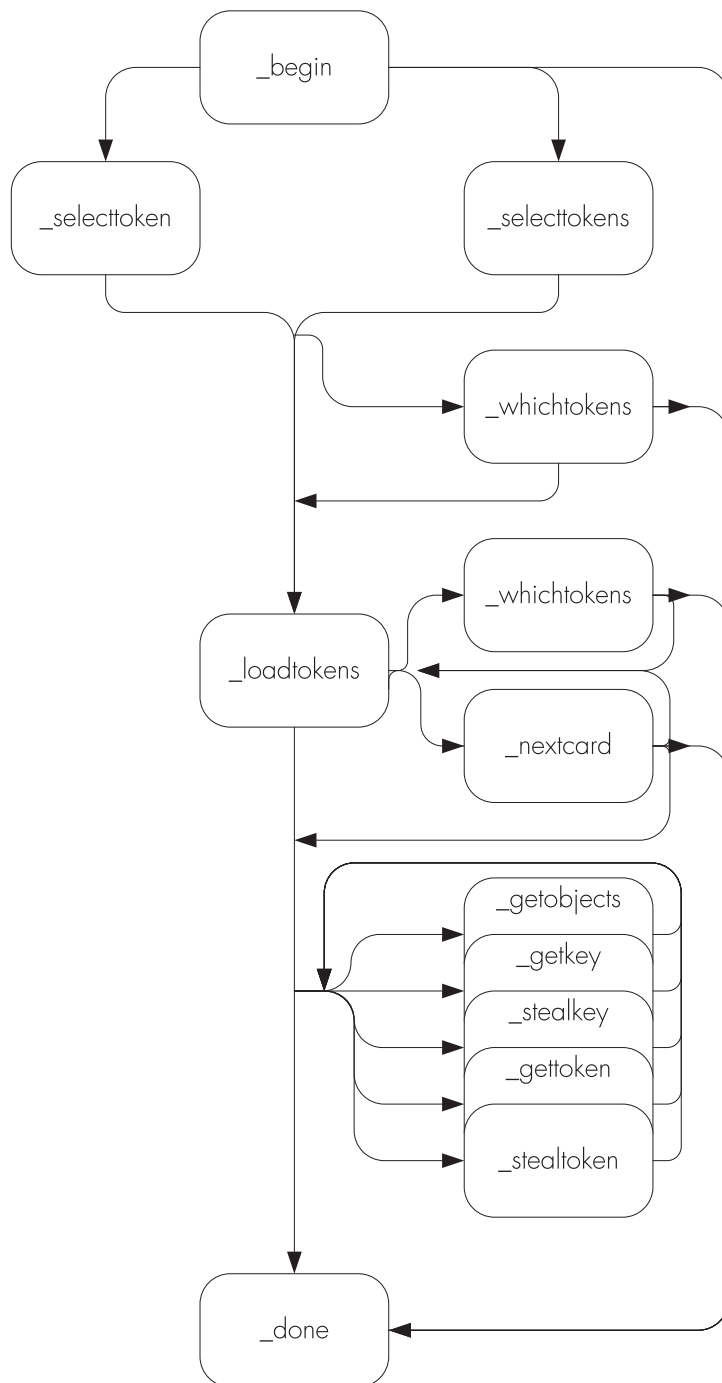 _begin
_selecttoken
_selecttokens
_whichtokens
_whichtokens
_loadtokens
_nextcard
_getobjects
_getkey
_stealkey
_gettoken
_stealtoken
_done